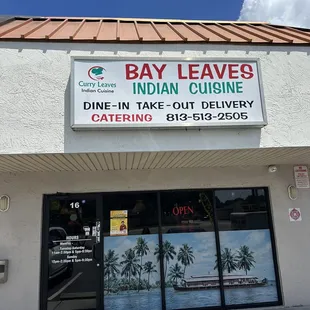 BAY LEAVES
Curry Leaves
Indian Cuisine
INDIAN CUISINE
DINE-IN TAKE-OUT DELIVERY
CATERING 813-513-2505
16
OPEN